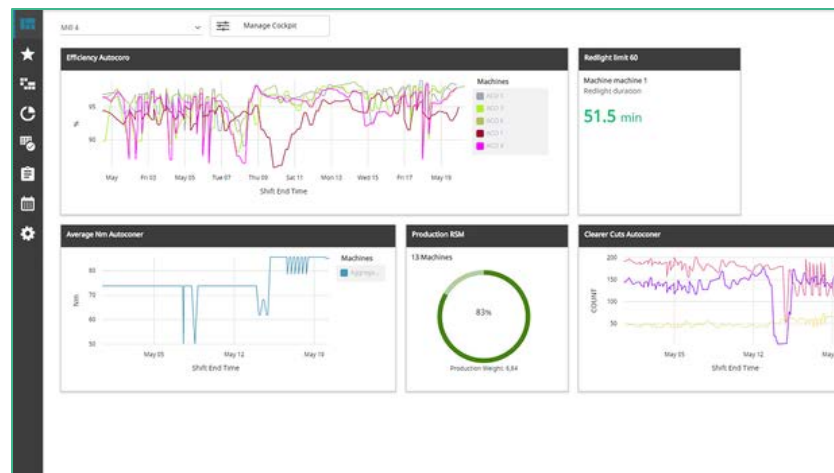 Mill 4
Manage Cockpit
Efficiency Autocoro
Machines
%
95
90
May
Fri 03
May 05
Tue 07
Thu 09
Sat 11
Mon 13
Wed 15
Fri 17
May 19
Shift End Time
Redlight limit 60
Machine machine 1
Redlight duration
51.5 min
Average Nm Autoconer
Machines
Nm
80
70
60
50
May 05
May 12
May 19
Shift End Time
Production RSM
13 Machines
83%
Production Weight: 6,84
Clearer Cuts Autoconer
COUNT
200
150
100
50
May 05
May 12
May
Shift End Time